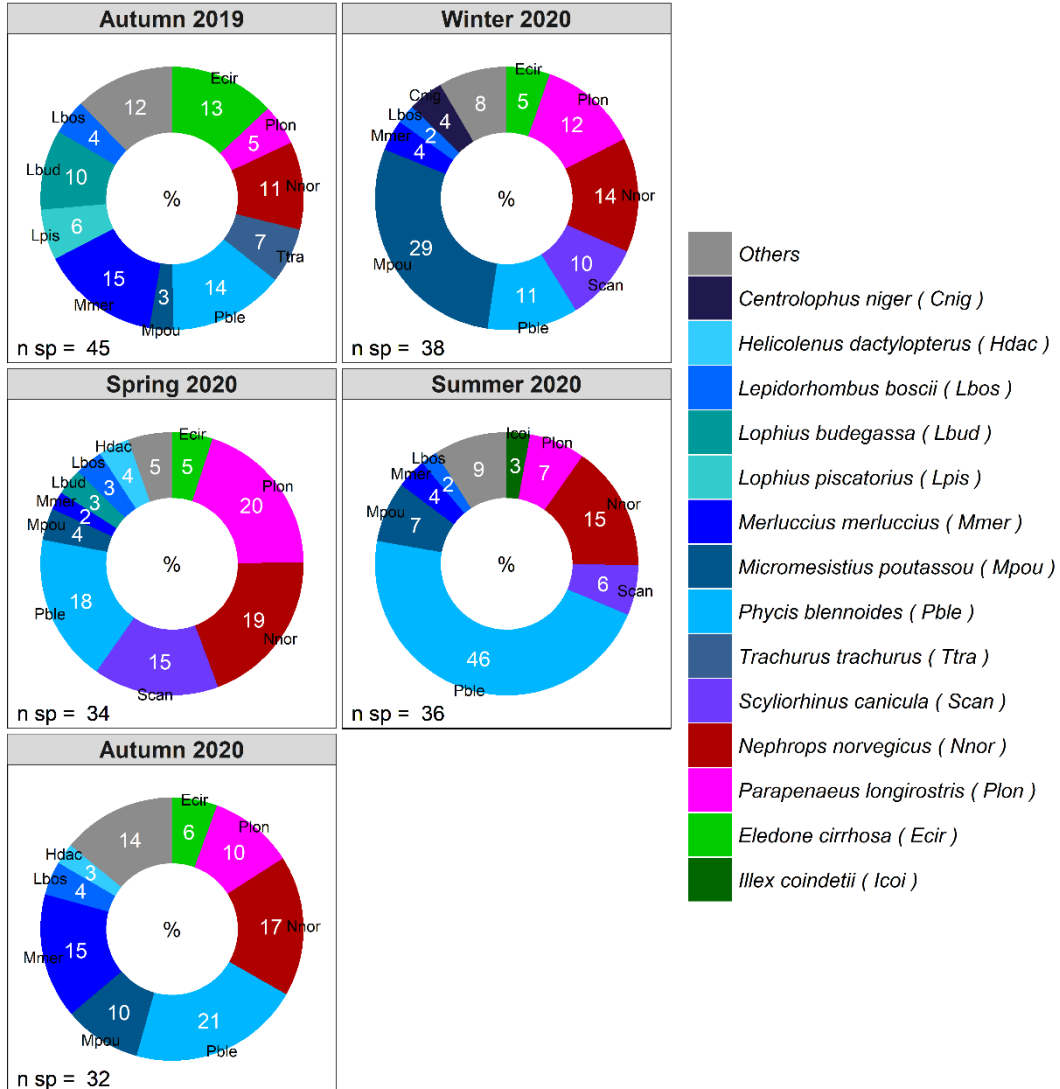 Autumn 2019
Ecir
13
Plon
5
Nnor
11
Ttra
7
Pble
14
Mpou
3
Mmer
15
Lpis
6
Lbud
10
Lbos
4
12
%
n sp = 45
Winter 2020
Ecir
5
Plon
12
Nnor
14
Scan
10
Pble
11
Mpou
29
Mmer
4
Lbos
2
Cnig
4
8
%
n sp = 38
Spring 2020
Ecir
5
Plon
20
Nnor
19
Scan
15
Pble
18
Mpou
4
Mmer
2
Lbud
3
Lbos
3
Hdac
4
5
%
n sp = 34
Summer 2020
Icoi
3
Plon
7
Nnor
15
Scan
6
Pble
46
Mpou
7
Mmer
4
Lbos
2
9
%
n sp = 36
Autumn 2020
Ecir
6
Plon
10
Nnor
17
Pble
21
Mpou
10
Mmer
15
Lbos
4
Hdac
3
14
%
n sp = 32
Others
Centrolophus niger ( Cnig )
Helicolenus dactylopterus ( Hdac )
Lepidorhombus boscii ( Lbos )
Lophius budegassa ( Lbud )
Lophius piscatorius ( Lpis )
Merluccius merluccius ( Mmer )
Micromesistius poutassou ( Mpou )
Phycis blennoides ( Pble )
Trachurus trachurus ( Ttra )
Scyliorhinus canicula ( Scan )
Nephrops norvegicus ( Nnor )
Parapenaeus longirostris ( Plon )
Eledone cirrhosa ( Ecir )
Illex coindetii ( Icoi )